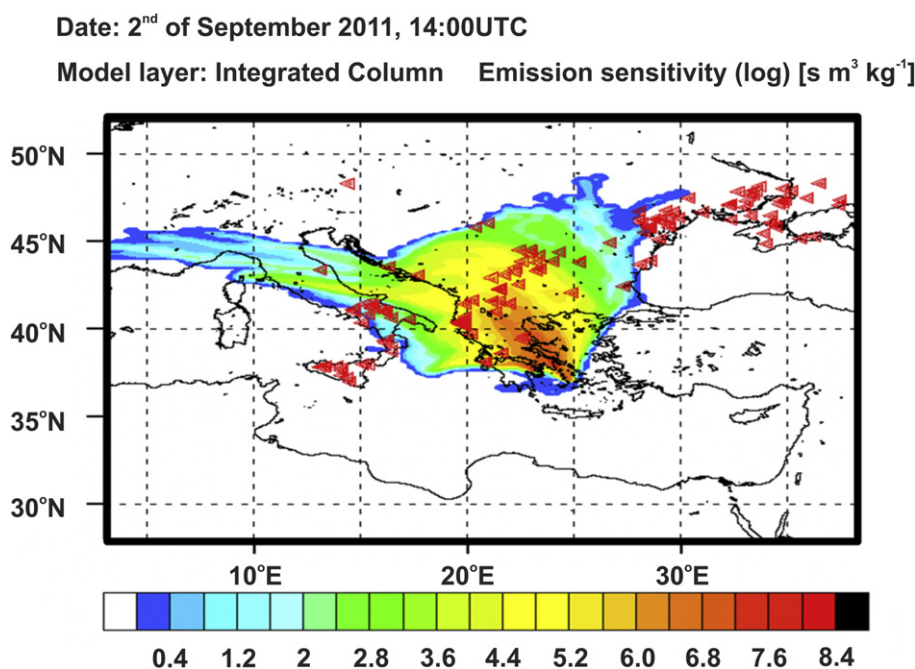 Date: 2nd of September 2011, 14:00UTC
Model layer: Integrated Column Emission sensitivity (log) [s m³ kg⁻¹]
50°N
45°N
40°N
35°N
30°N
10°E 20°E 30°E
0.4 1.2 2 2.8 3.6 4.4 5.2 6.0 6.8 7.6 8.4